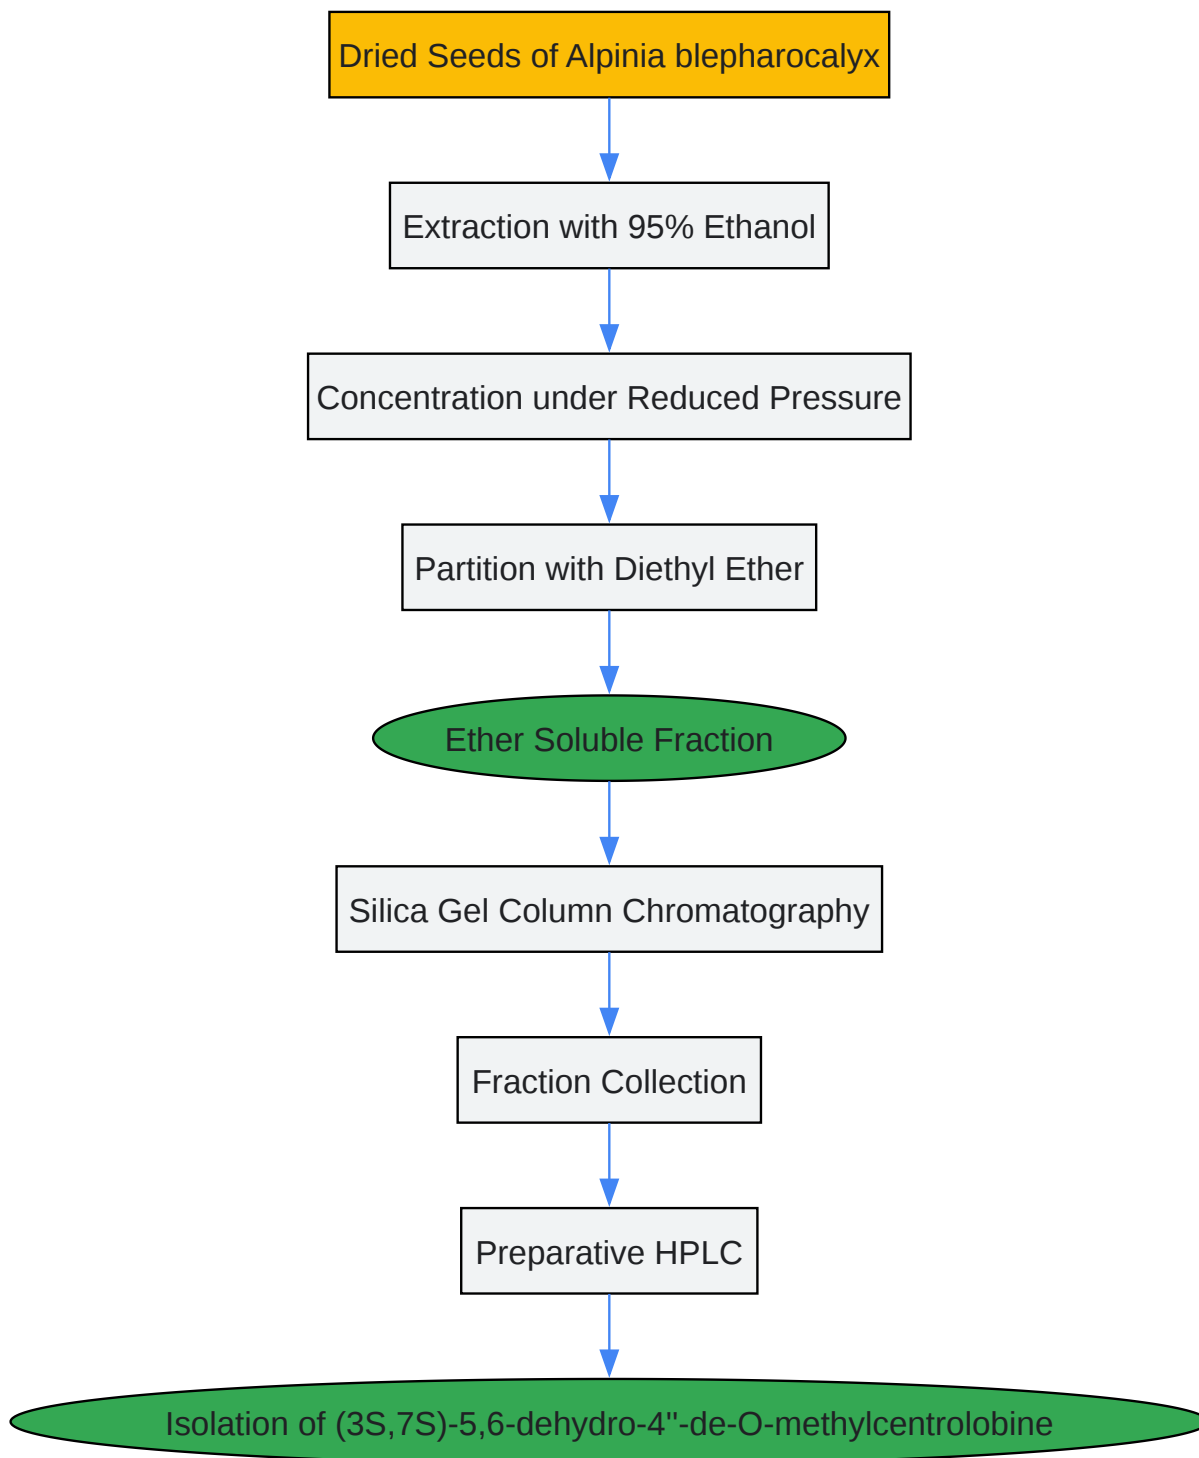 Dried Seeds of Alpinia blepharocalyx
Extraction with 95% Ethanol
Concentration under Reduced Pressure
Partition with Diethyl Ether
Ether Soluble Fraction
Silica Gel Column Chromatography
Fraction Collection
Preparative HPLC
Isolation of (3S,7S)-5,6-dehydro-4"-de-O-methylcentrolobine